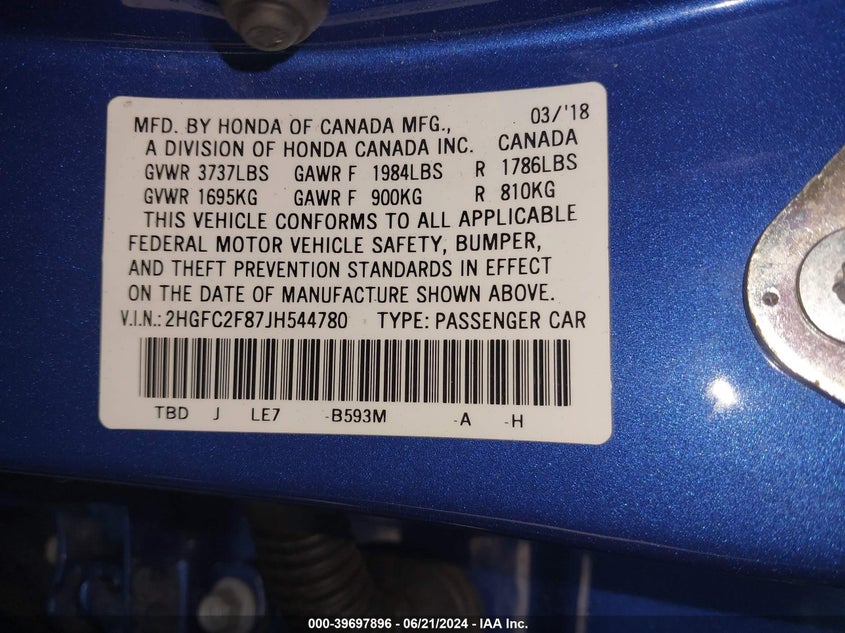 03/'18
MFD. BY HONDA OF CANADA MFG.,
A DIVISION OF HONDA CANADA INC. CANADA
GVWR 3737LBS GAWR F 1984LBS R 1786LBS
GVWR 1695KG GAWR F 900KG R 810KG
THIS VEHICLE CONFORMS TO ALL APPLICABLE
FEDERAL MOTOR VEHICLE SAFETY, BUMPER,
AND THEFT PREVENTION STANDARDS IN EFFECT
ON THE DATE OF MANUFACTURE SHOWN ABOVE.
V.I.N.: 2HGFC2F87JH544780 TYPE: PASSENGER CAR
TBD J LE7 -B593M -A -H
000-39697896 - 06/21/2024 - IAA Inc.